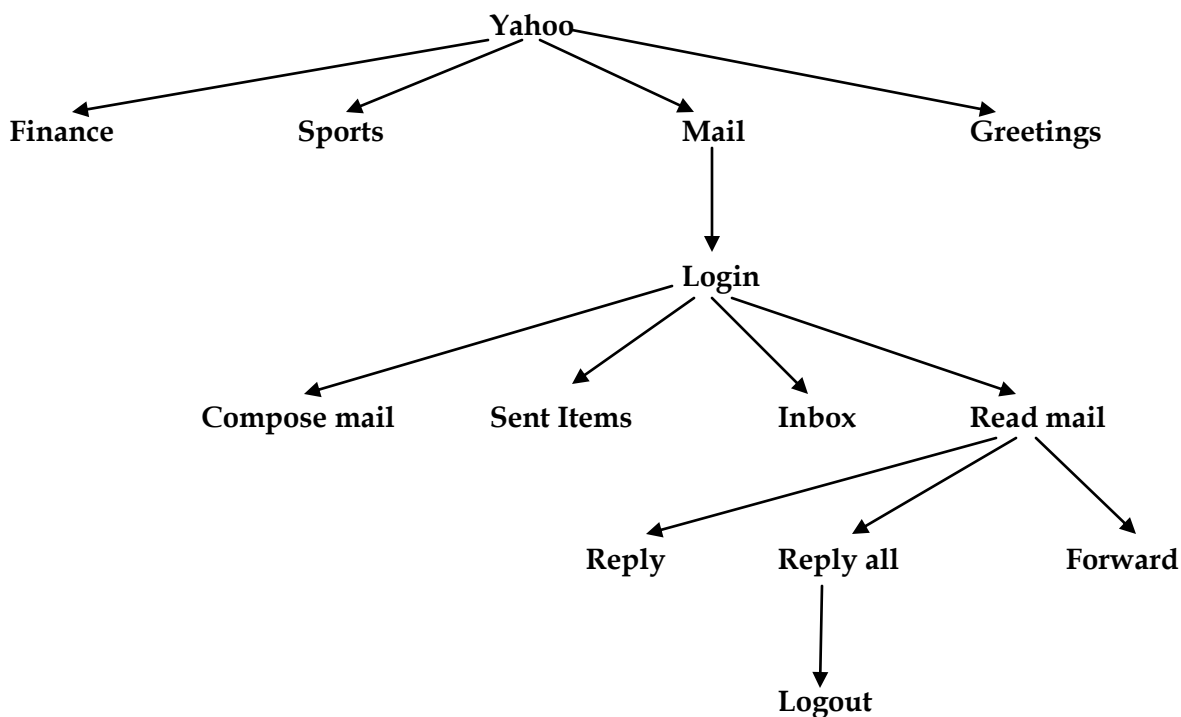 Yahoo
Finance Sports Mail Greetings
Login
Compose mail Sent Items Inbox Read mail
Reply Reply all Forward
Logout